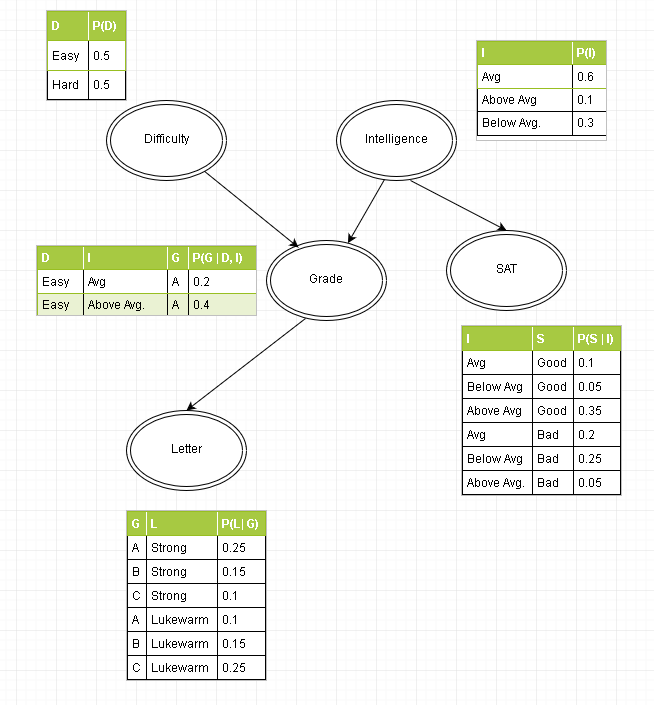 D P(D)
Easy 0.5
Hard 0.5
I P(I)
Avg 0.6
Above Avg 0.1
Below Avg. 0.3
Difficulty
Intelligence
D I G P(G | D, I)
Easy Avg A 0.2
Easy Above Avg. A 0.4
Grade
SAT
I S P(S | I)
Avg Good 0.1
Below Avg Good 0.05
Above Avg Good 0.35
Avg Bad 0.2
Below Avg Bad 0.25
Above Avg. Bad 0.05
Letter
G L P(L| G)
A Strong 0.25
B Strong 0.15
C Strong 0.1
A Lukewarm 0.1
B Lukewarm 0.15
C Lukewarm 0.25